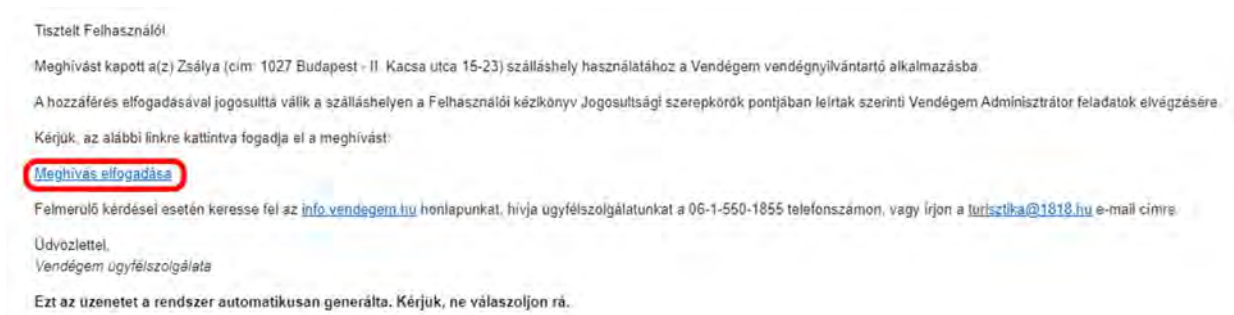 Tisztelt Felhasználó!
Meghívást kapott a(z) Zsálya (cím: 1027 Budapest - II. Kacsa utca 15-23) szálláshely használatához a Vendégem vendégnyilvántartó alkalmazásba.
A hozzáférés elfogadásával jogosulttá válik a szálláshelyen a Felhasználói kézikönyv Jogosultsági szerepkörök pontjában leírtak szerinti Vendégem Adminisztrátor feladatok elvégzésére.
Kérjük, az alábbi linkre kattintva fogadja el a meghívást:
Meghívás elfogadása
Felmerülő kérdései esetén keresse fel az info.vendegem.hu honlapunkat, hívja ügyfélszolgálatunkat a 06-1-550-1855 telefonszámon, vagy írjon a turisztika@1818.hu e-mail címre.
Üdvözlettel,
Vendégem ügyfélszolgálata
Ezt az üzenetet a rendszer automatikusan generálta. Kérjük, ne válaszoljon rá.